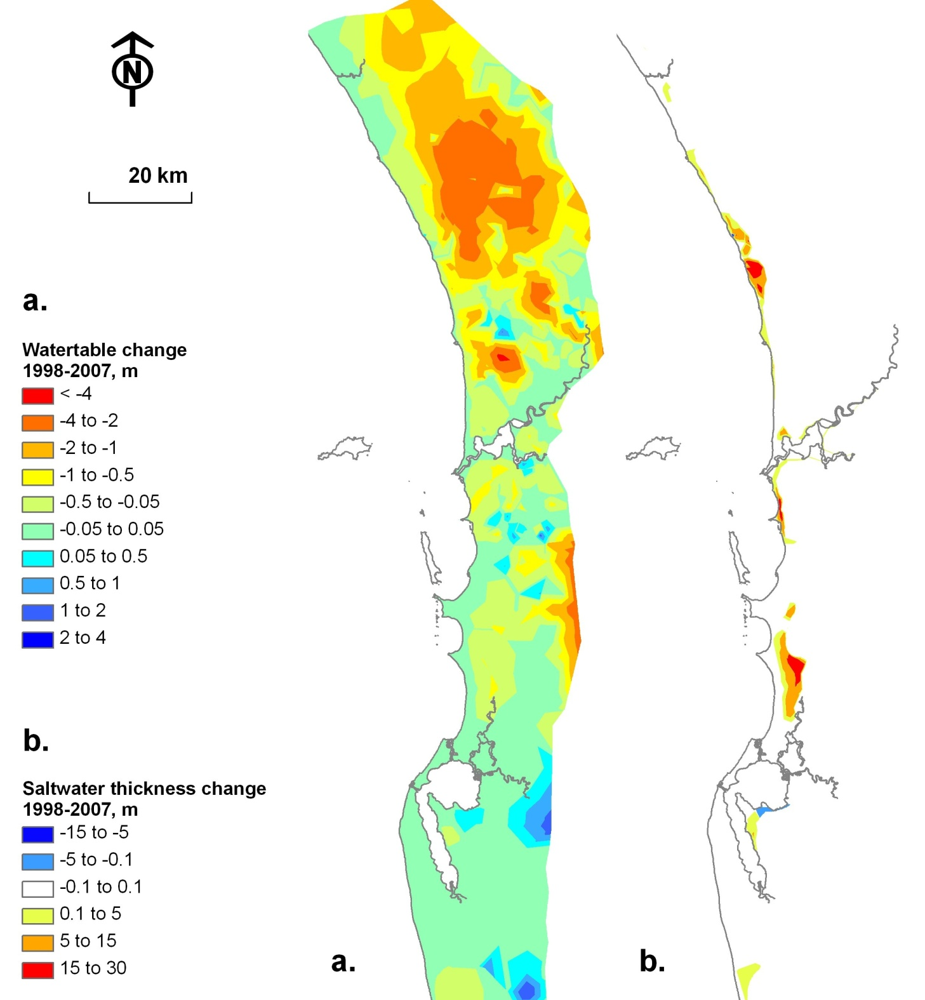 N
20 km
a.
Watertable change
1998-2007, m
< -4
-4 to -2
-2 to -1
-1 to -0.5
-0.5 to -0.05
-0.05 to 0.05
0.05 to 0.5
0.5 to 1
1 to 2
2 to 4
b.
Saltwater thickness change
1998-2007, m
-15 to -5
-5 to -0.1
-0.1 to 0.1
0.1 to 5
5 to 15
15 to 30
a.
b.